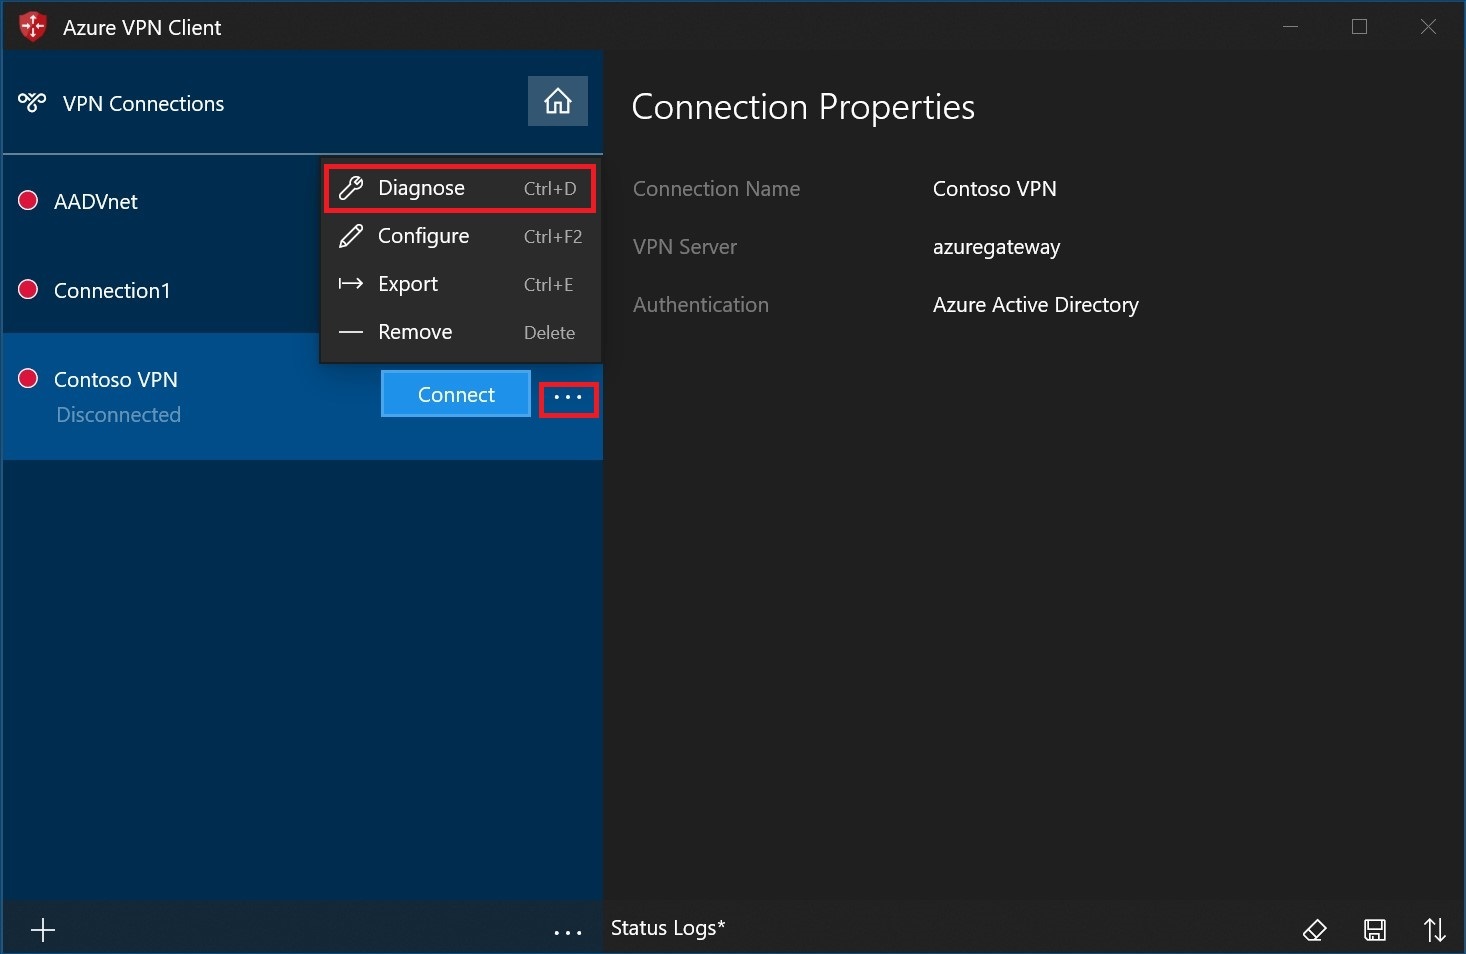 Azure VPN Client
VPN Connections
AADVnet
Connection1
Contoso VPN
Disconnected
Diagnose Ctrl+D
Configure Ctrl+F2
Export Ctrl+E
Remove Delete
Connect
Connection Properties
Connection Name Contoso VPN
VPN Server azuregateway
Authentication Azure Active Directory
Status Logs*